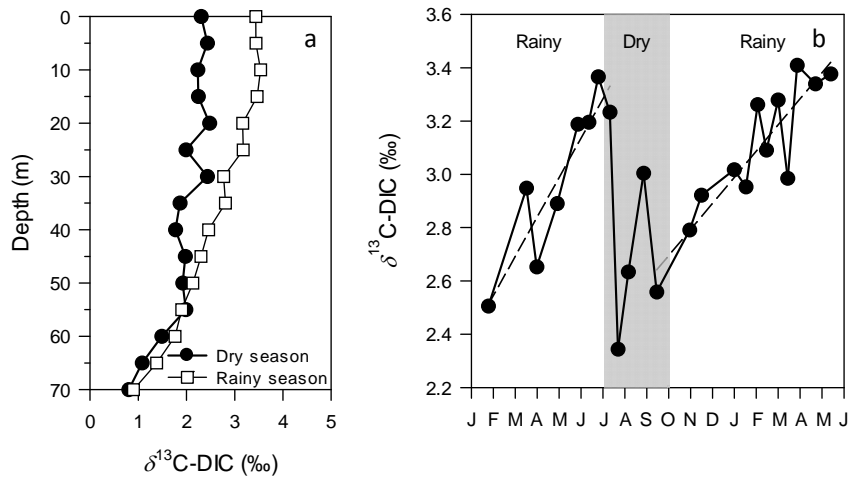 a
0
10
20
30
40
50
60
70
Depth (m)
Dry season
Rainy season
0 1 2 3 4 5
δ¹³C-DIC (‰)
b
Rainy Dry Rainy
3.6
3.4
3.2
3.0
2.8
2.6
2.4
2.2
δ¹³C-DIC (‰)
J F M A M J J A S O N D J F M A M J